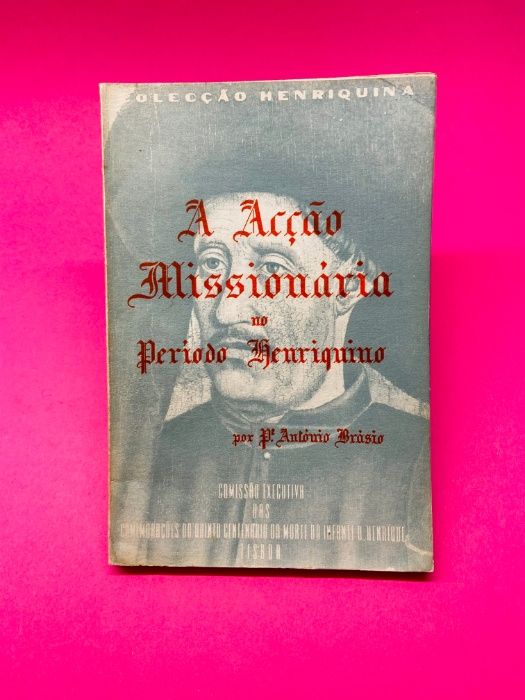 COLECÇÃO HENRIQUINA
A Acção
Missionária
no
Período Henriquino
por P.e António Brásio
COMISSÃO EXECUTIVA
DAS
COMEMORAÇÕES DO QUINTO CENTENÁRIO DA MORTE DO INFANTE D. HENRIQUE
LISBOA